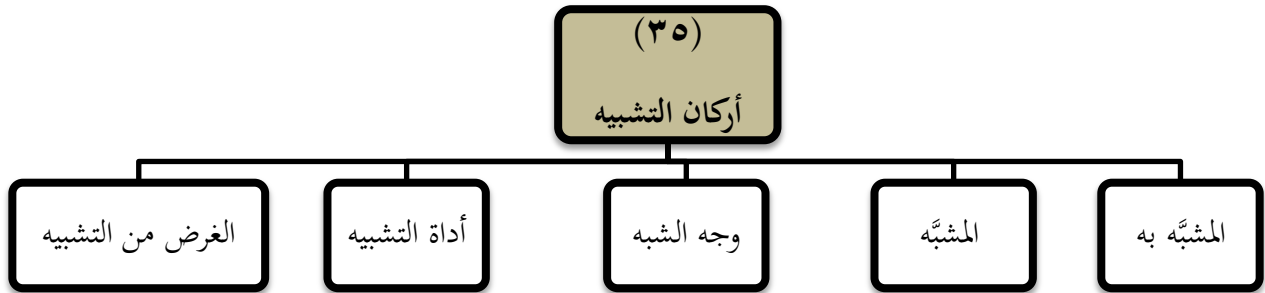 (٣٥)
أركان التشبيه
المشبَّه به
المشبَّه
وجه الشبه
أداة التشبيه
الغرض من التشبيه